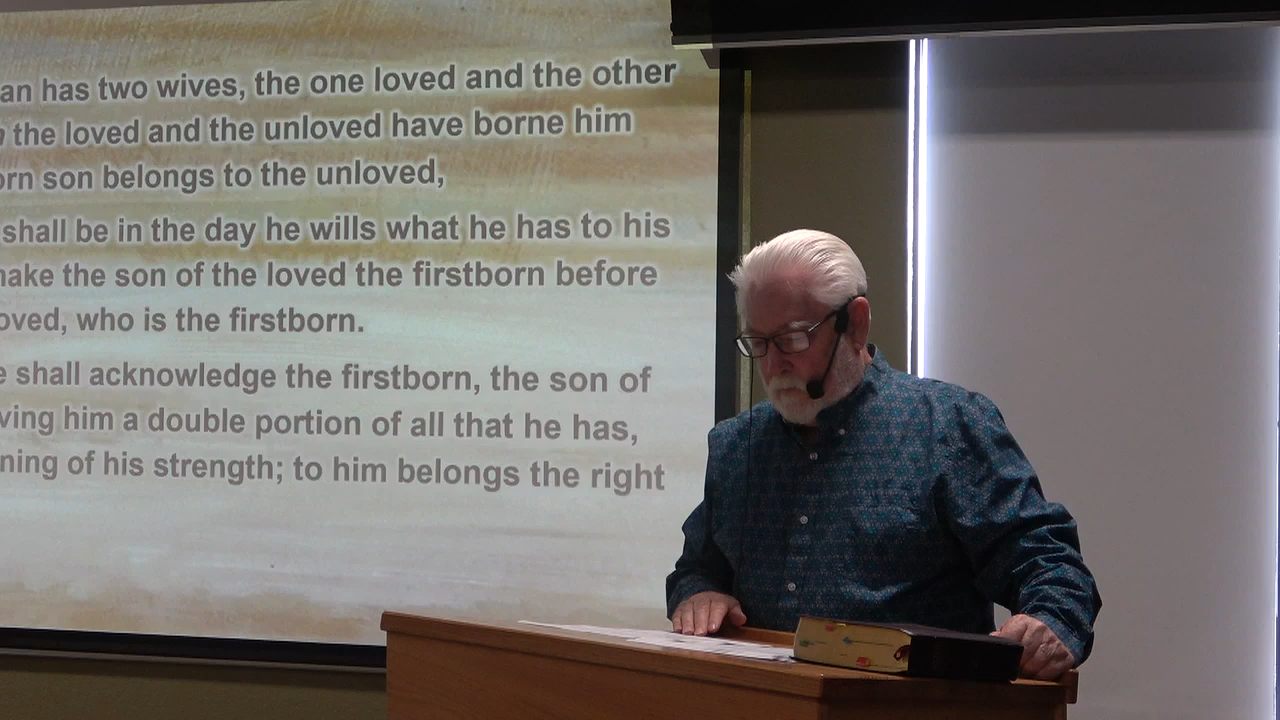 an has two wives, the one loved and the other
the loved and the unloved have borne him
orn son belongs to the unloved,
shall be in the day he wills what he has to his
make the son of the loved the firstborn before
oved, who is the firstborn.
e shall acknowledge the firstborn, the son of
ving him a double portion of all that he has,
ning of his strength; to him belongs the right